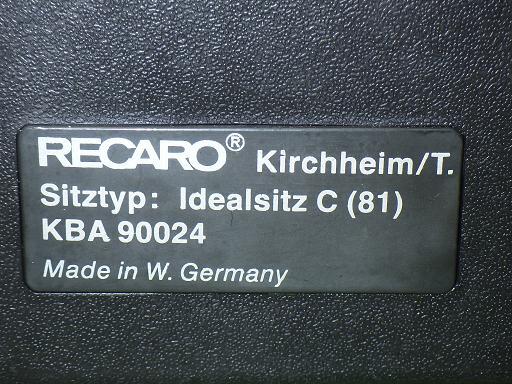 RECARO® Kirchheim/T.
Sitztyp: Idealsitz C (81)
KBA 90024
Made in W. Germany